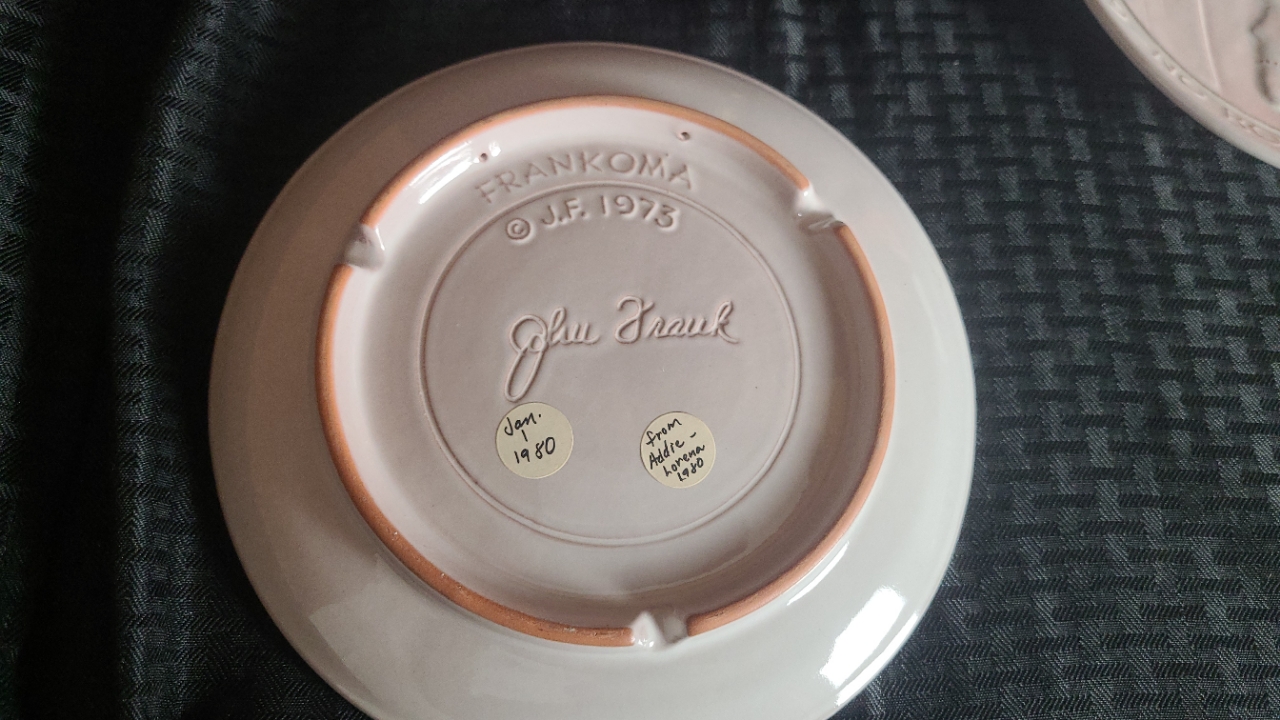 FRANKOMA
© J.F. 1973
John Frank
Jan.
1
1980
from
Addie -
Lorena
1980